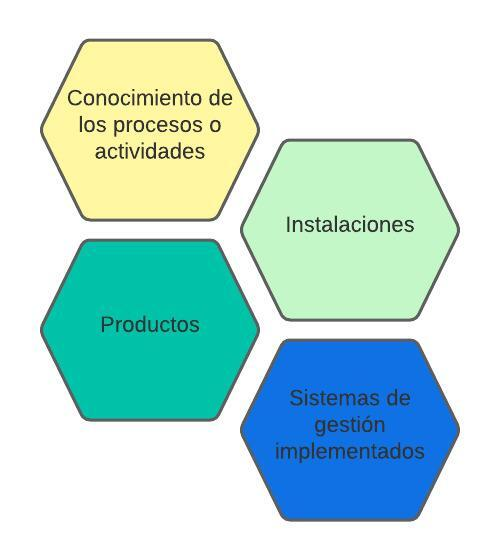 Conocimiento de
los procesos o
actividades
Instalaciones
Productos
Sistemas de
gestión
implementados